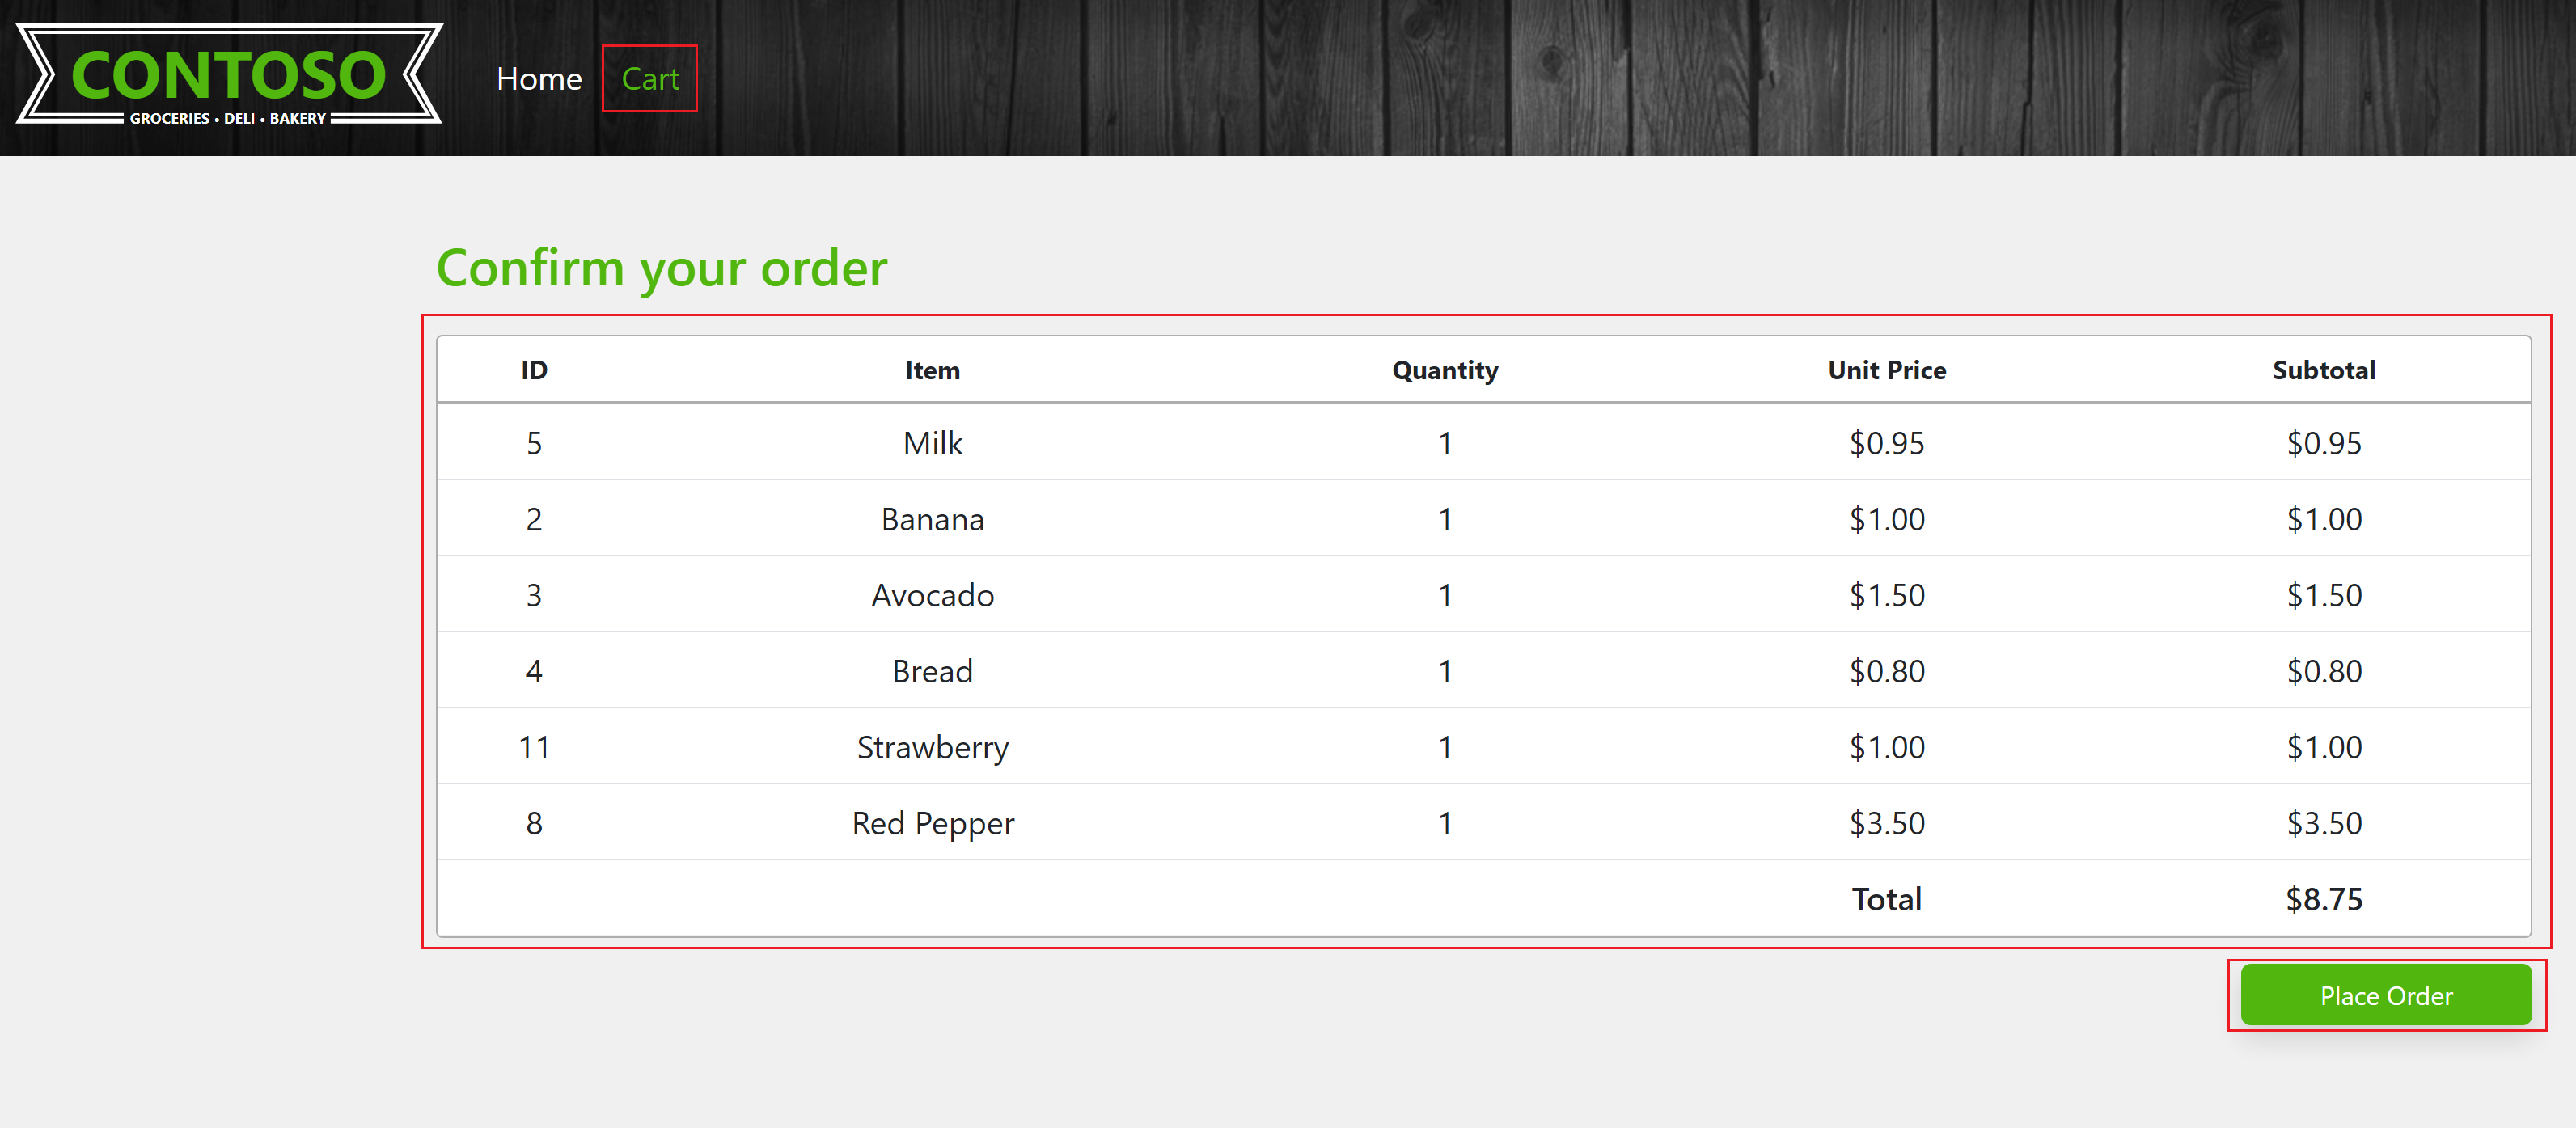 CONTOSO
GROCERIES • DELI • BAKERY
Home Cart
Confirm your order
ID Item Quantity Unit Price Subtotal
5 Milk 1 $0.95 $0.95
2 Banana 1 $1.00 $1.00
3 Avocado 1 $1.50 $1.50
4 Bread 1 $0.80 $0.80
11 Strawberry 1 $1.00 $1.00
8 Red Pepper 1 $3.50 $3.50
Total $8.75
Place Order